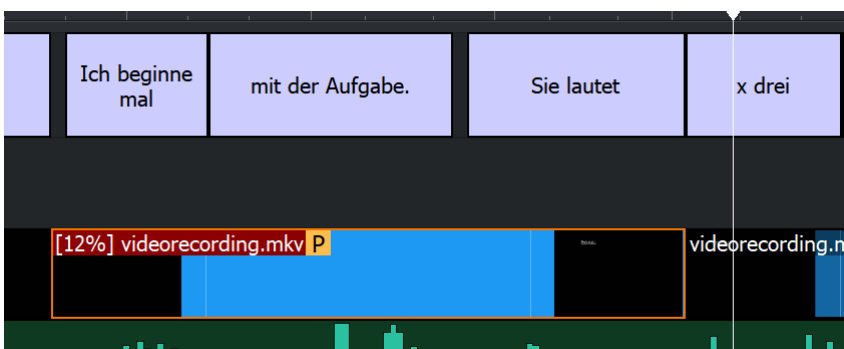 Ich beginne
mal
mit der Aufgabe.
Sie lautet
x drei
[12%] videorecording.mkv P
videorecording.m